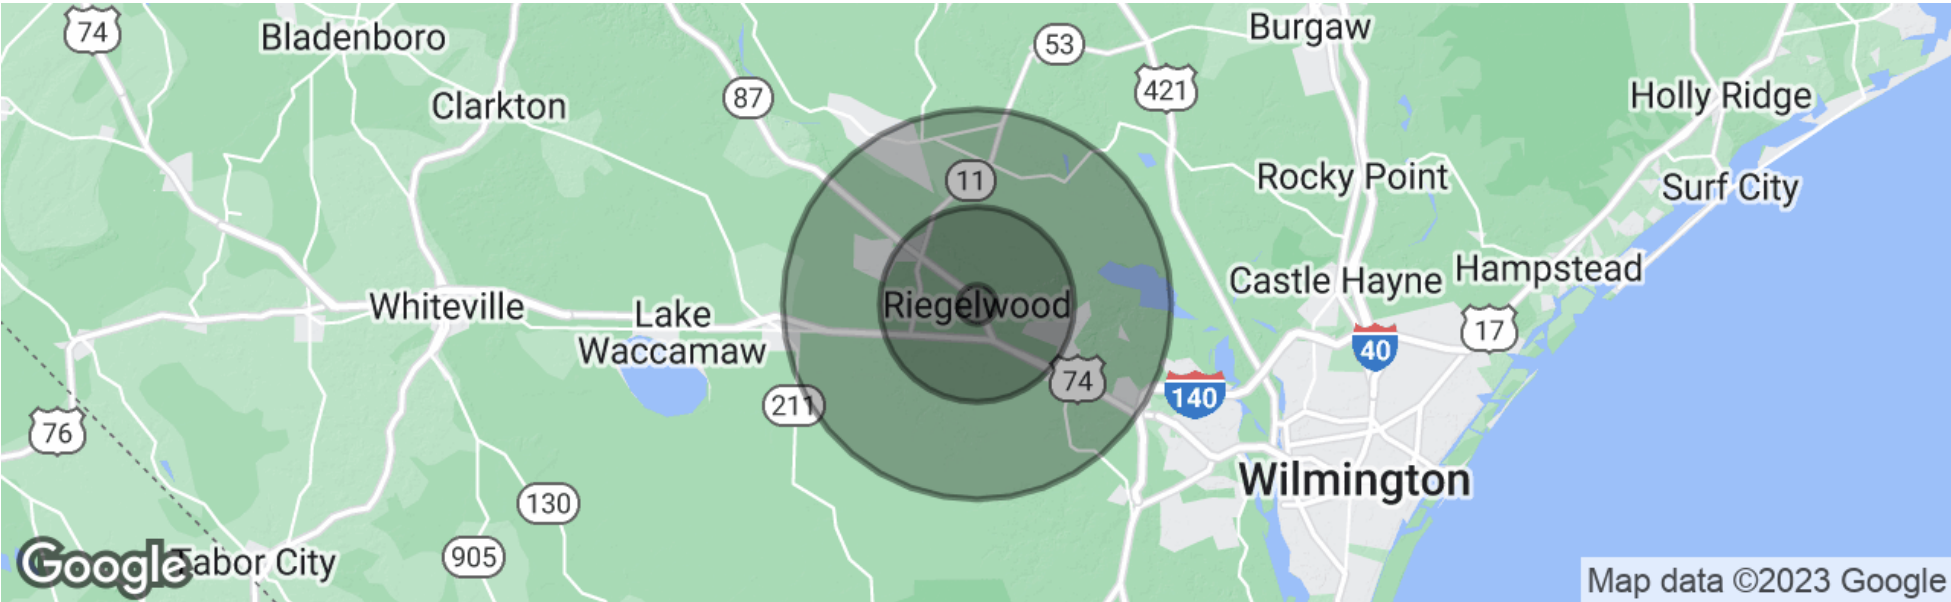 74
Bladenboro
53
Burgaw
87
421
Clarkton
Holly Ridge
11
Rocky Point
Surf City
Castle Hayne
Hampstead
Whiteville
Lake
Waccamaw
Riegelwood
17
40
74
140
211
76
Wilmington
130
905
Google
Tabor City
Map data ©2023 Google